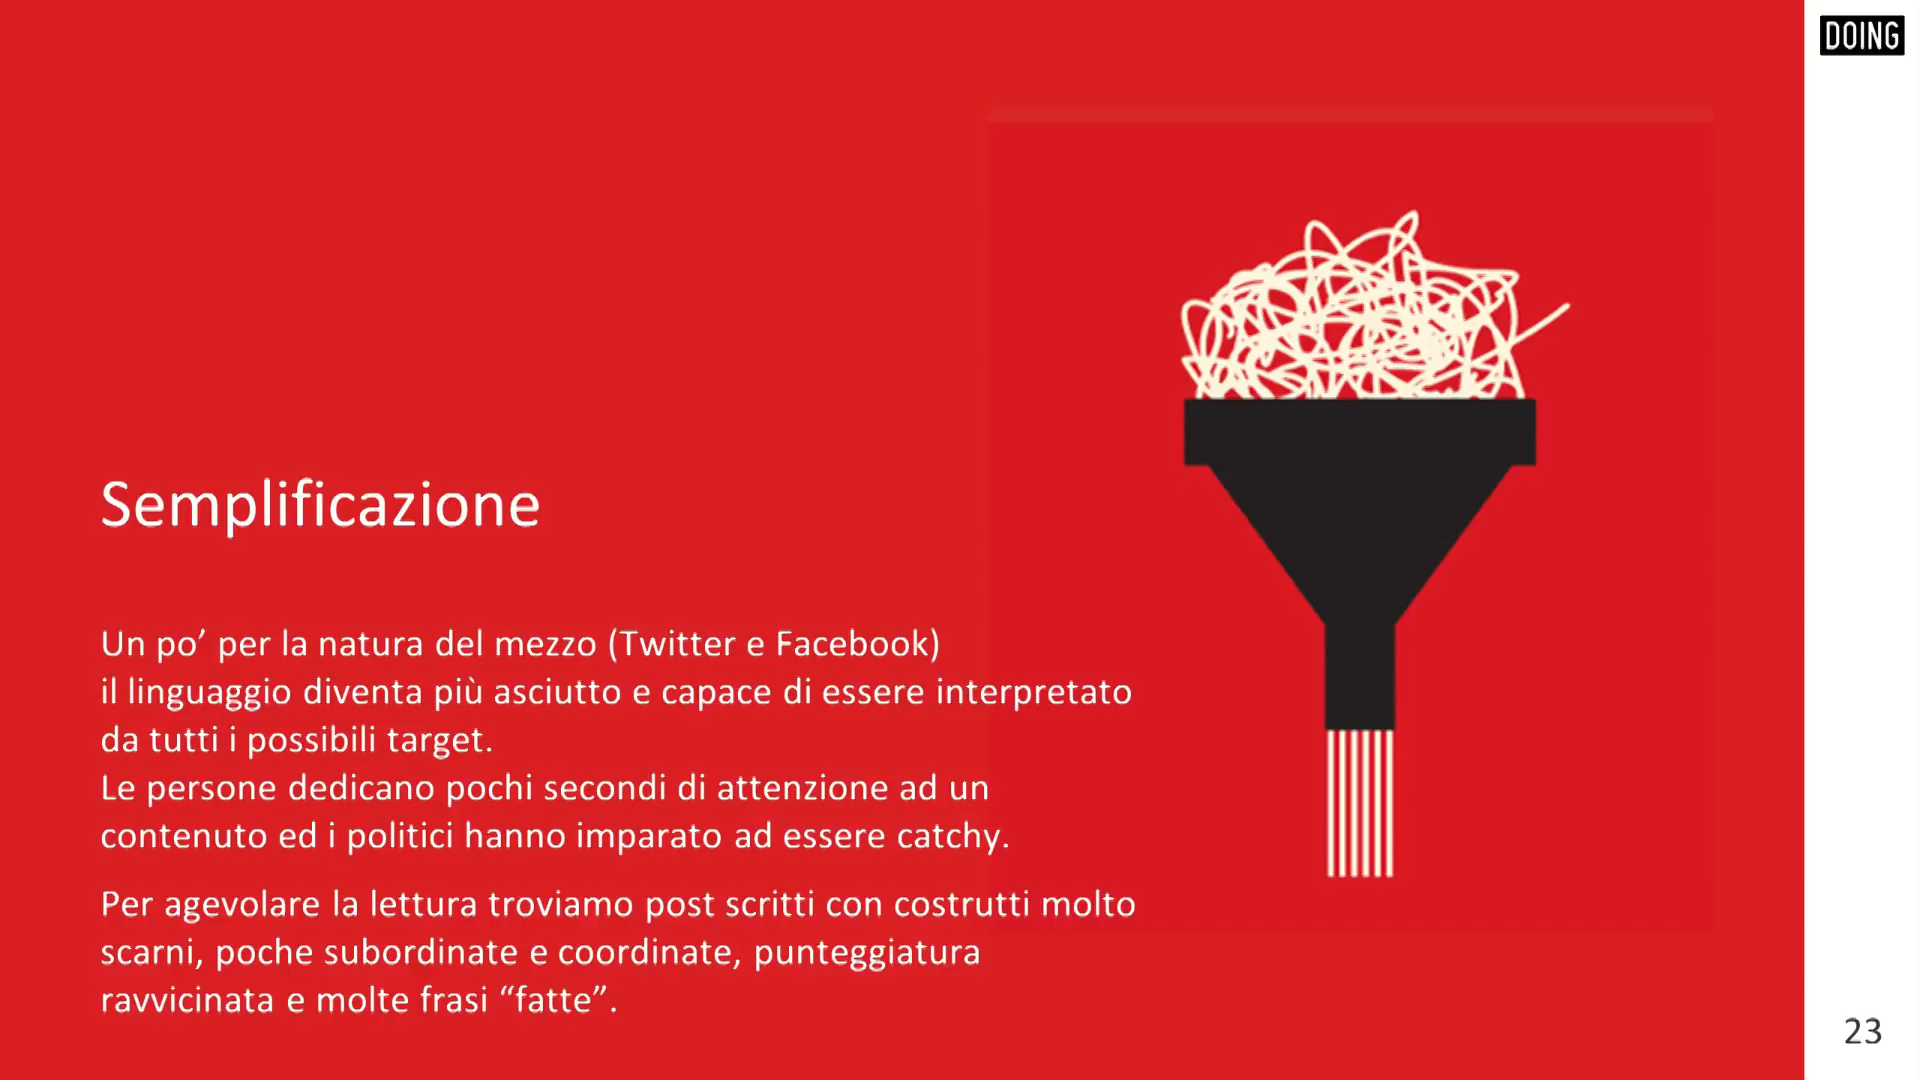 DOING
Semplificazione
Un po’ per la natura del mezzo (Twitter e Facebook)
il linguaggio diventa più asciutto e capace di essere interpretato
da tutti i possibili target.
Le persone dedicano pochi secondi di attenzione ad un
contenuto ed i politici hanno imparato ad essere catchy.
Per agevolare la lettura troviamo post scritti con costrutti molto
scarni, poche subordinate e coordinate, punteggiatura
ravvicinata e molte frasi “fatte”.
23